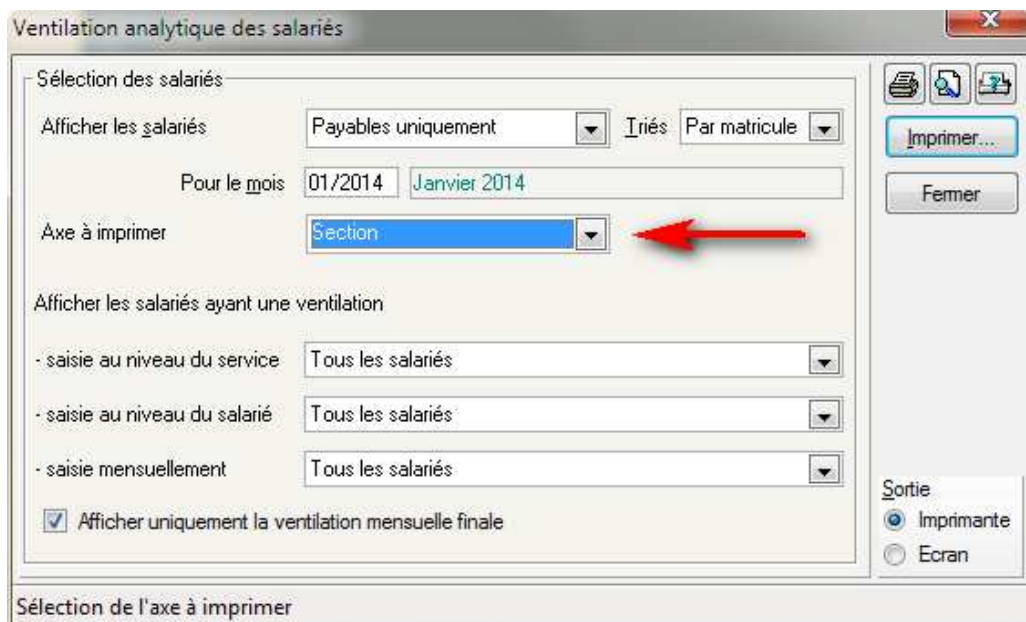 Ventilation analytique des salariés
Sélection des salariés
Afficher les salariés Payables uniquement Triés Par matricule
Imprimer...
Pour le mois 01/2014 Janvier 2014
Fermer
Axe à imprimer Section
Afficher les salariés ayant une ventilation
- saisie au niveau du service Tous les salariés
- saisie au niveau du salarié Tous les salariés
- saisie mensuellement Tous les salariés
Sortie
Afficher uniquement la ventilation mensuelle finale
Imprimante
Ecran
Sélection de l'axe à imprimer